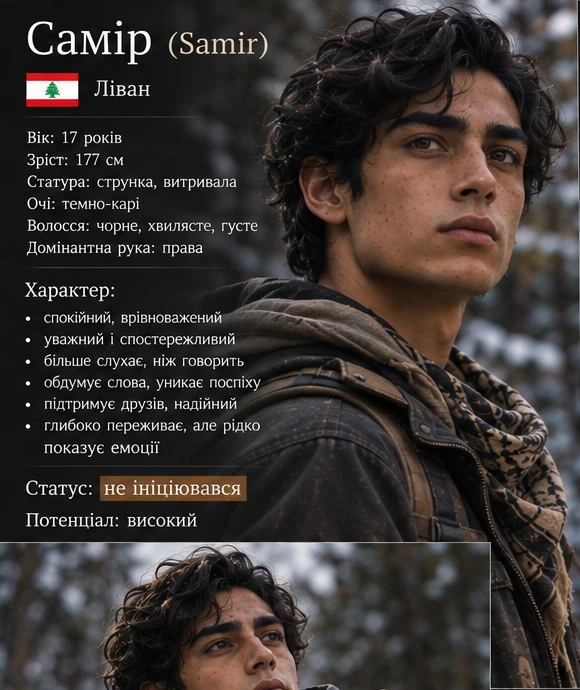 Самір (Samir)
Ліван
Вік: 17 років
Зріст: 177 см
Статура: струнка, витривала
Очі: темно-карі
Волосся: чорне, хвилясте, густе
Домінантна рука: права
Характер:
• спокійний, врівноважений
• уважний і спостережливий
• більше слухає, ніж говорить
• обдумує слова, уникає поспіху
• підтримує друзів, надійний
• глибоко переживає, але рідко
показує емоції
Статус: не ініціювався
Потенціал: високий